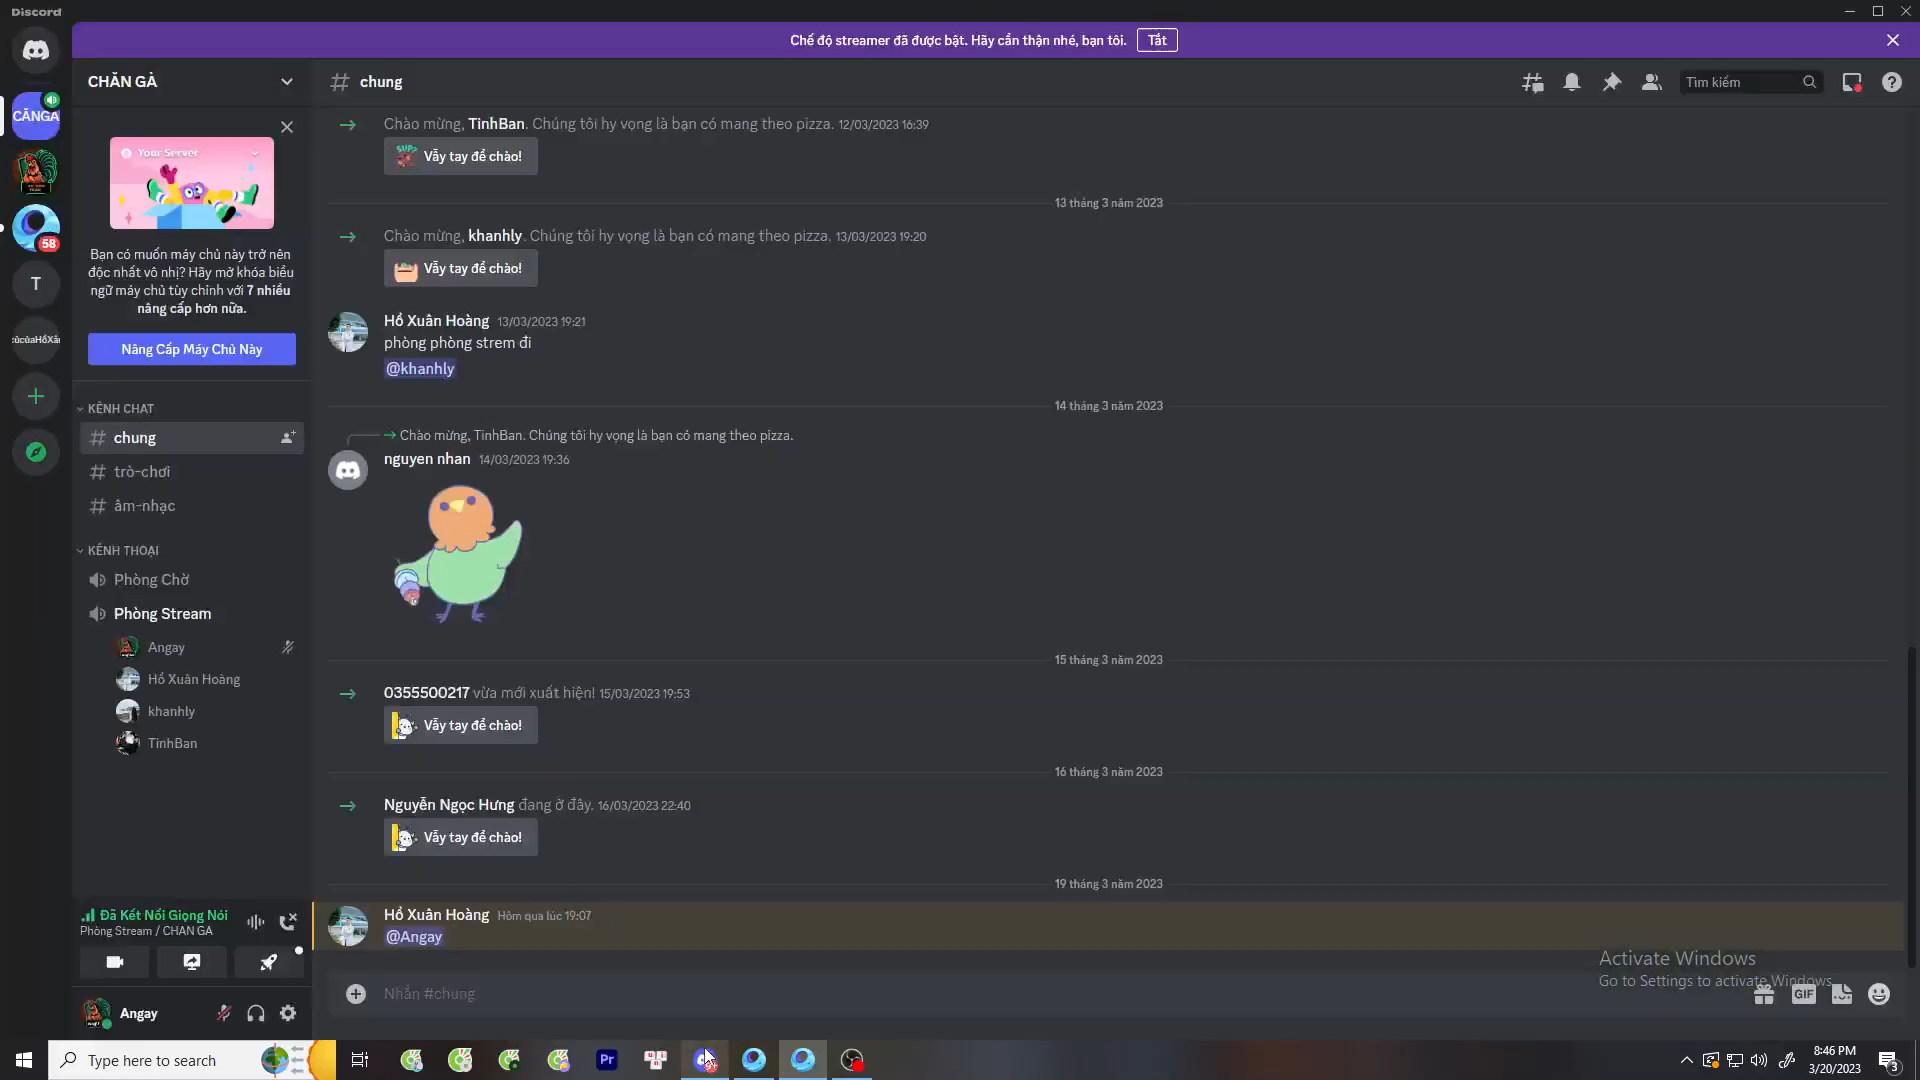 Discord
Chế độ streamer đã được bật. Hãy cẩn thận nhé, bạn tôi. Tắt
CHĂN GÀ
CĂNGA
58
T
Your Server
Bạn có muốn máy chủ này trở nên
độc nhất vô nhị? Hãy mở khóa biểu
ngữ máy chủ tùy chỉnh với 7 nhiều
nâng cấp hơn nữa.
Nâng Cấp Máy Chủ Này
KÊNH CHAT
chung
trò-chơi
âm-nhạc
KÊNH THOẠI
Phòng Chờ
Phòng Stream
Angay
Hồ Xuân Hoàng
khanhly
TinhBan
Đã Kết Nối Giọng Nói
Phòng Stream / CHĂN GÀ
Angay
chung
Tìm kiếm
Chào mừng, TinhBan. Chúng tôi hy vọng là bạn có mang theo pizza. 12/03/2023 16:39
Vẫy tay để chào!
13 tháng 3 năm 2023
Chào mừng, khanhly. Chúng tôi hy vọng là bạn có mang theo pizza. 13/03/2023 19:20
Vẫy tay để chào!
Hồ Xuân Hoàng 13/03/2023 19:21
phòng phòng strem đi
@khanhly
14 tháng 3 năm 2023
Chào mừng, TinhBan. Chúng tôi hy vọng là bạn có mang theo pizza.
nguyen nhan 14/03/2023 19:36
15 tháng 3 năm 2023
0355500217 vừa mới xuất hiện! 15/03/2023 19:53
Vẫy tay để chào!
16 tháng 3 năm 2023
Nguyễn Ngọc Hưng đang ở đây. 16/03/2023 22:40
Vẫy tay để chào!
19 tháng 3 năm 2023
Hồ Xuân Hoàng Hôm qua lúc 19:07
@Angay
Nhắn #chung
GIF
Activate Windows
Go to Settings to activate Windows.
Type here to search
Pr
8:46 PM
3/20/2023
3